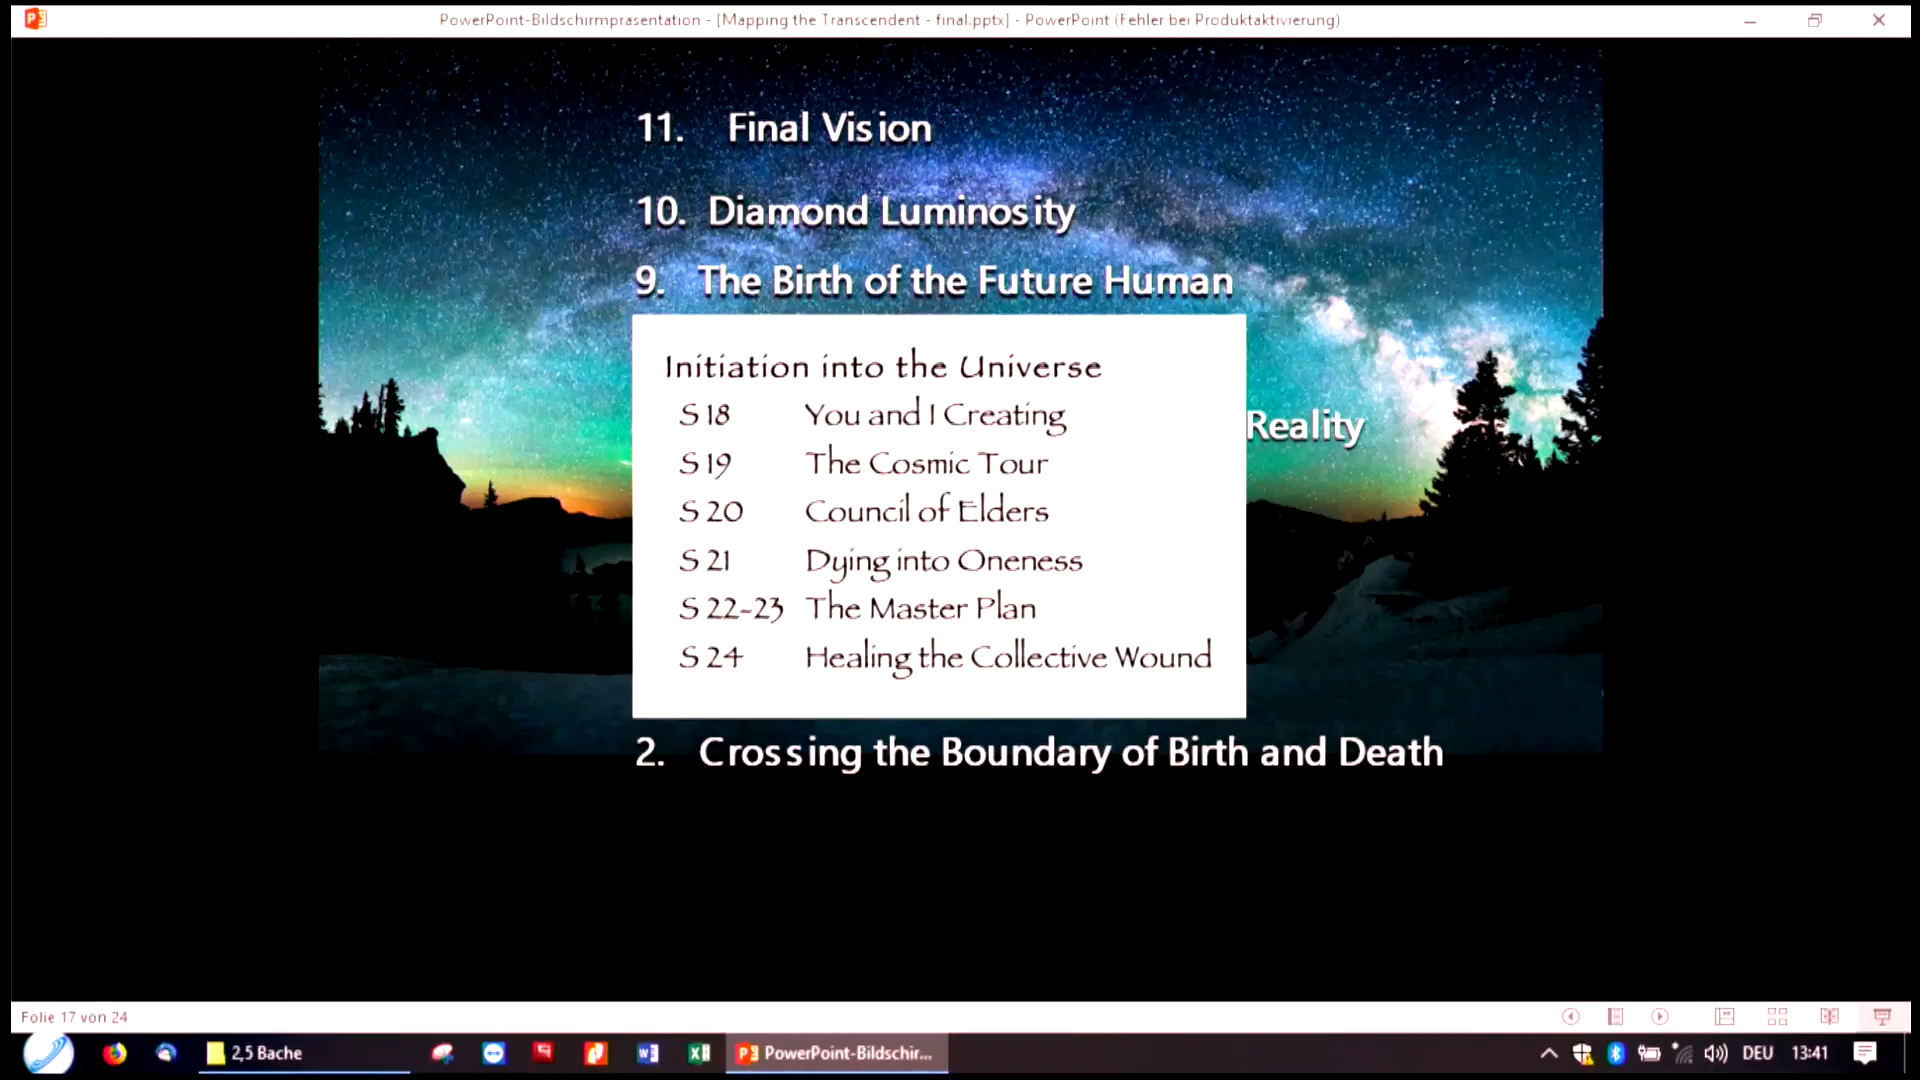 PowerPoint-Bildschirmpräsentation - [Mapping the Transcendent - final.pptx] - PowerPoint (Fehler bei Produktaktivierung)
11. Final Vision
10. Diamond Luminosity
9. The Birth of the Future Human
Initiation into the Universe
S 18 You and I Creating
Reality
S 19 The Cosmic Tour
S 20 Council of Elders
S 21 Dying into Oneness
S 22-23 The Master Plan
S 24 Healing the Collective Wound
2. Crossing the Boundary of Birth and Death
Folie 17 von 24
2,5 Bache
PowerPoint-Bildschir...
DEU 13:41